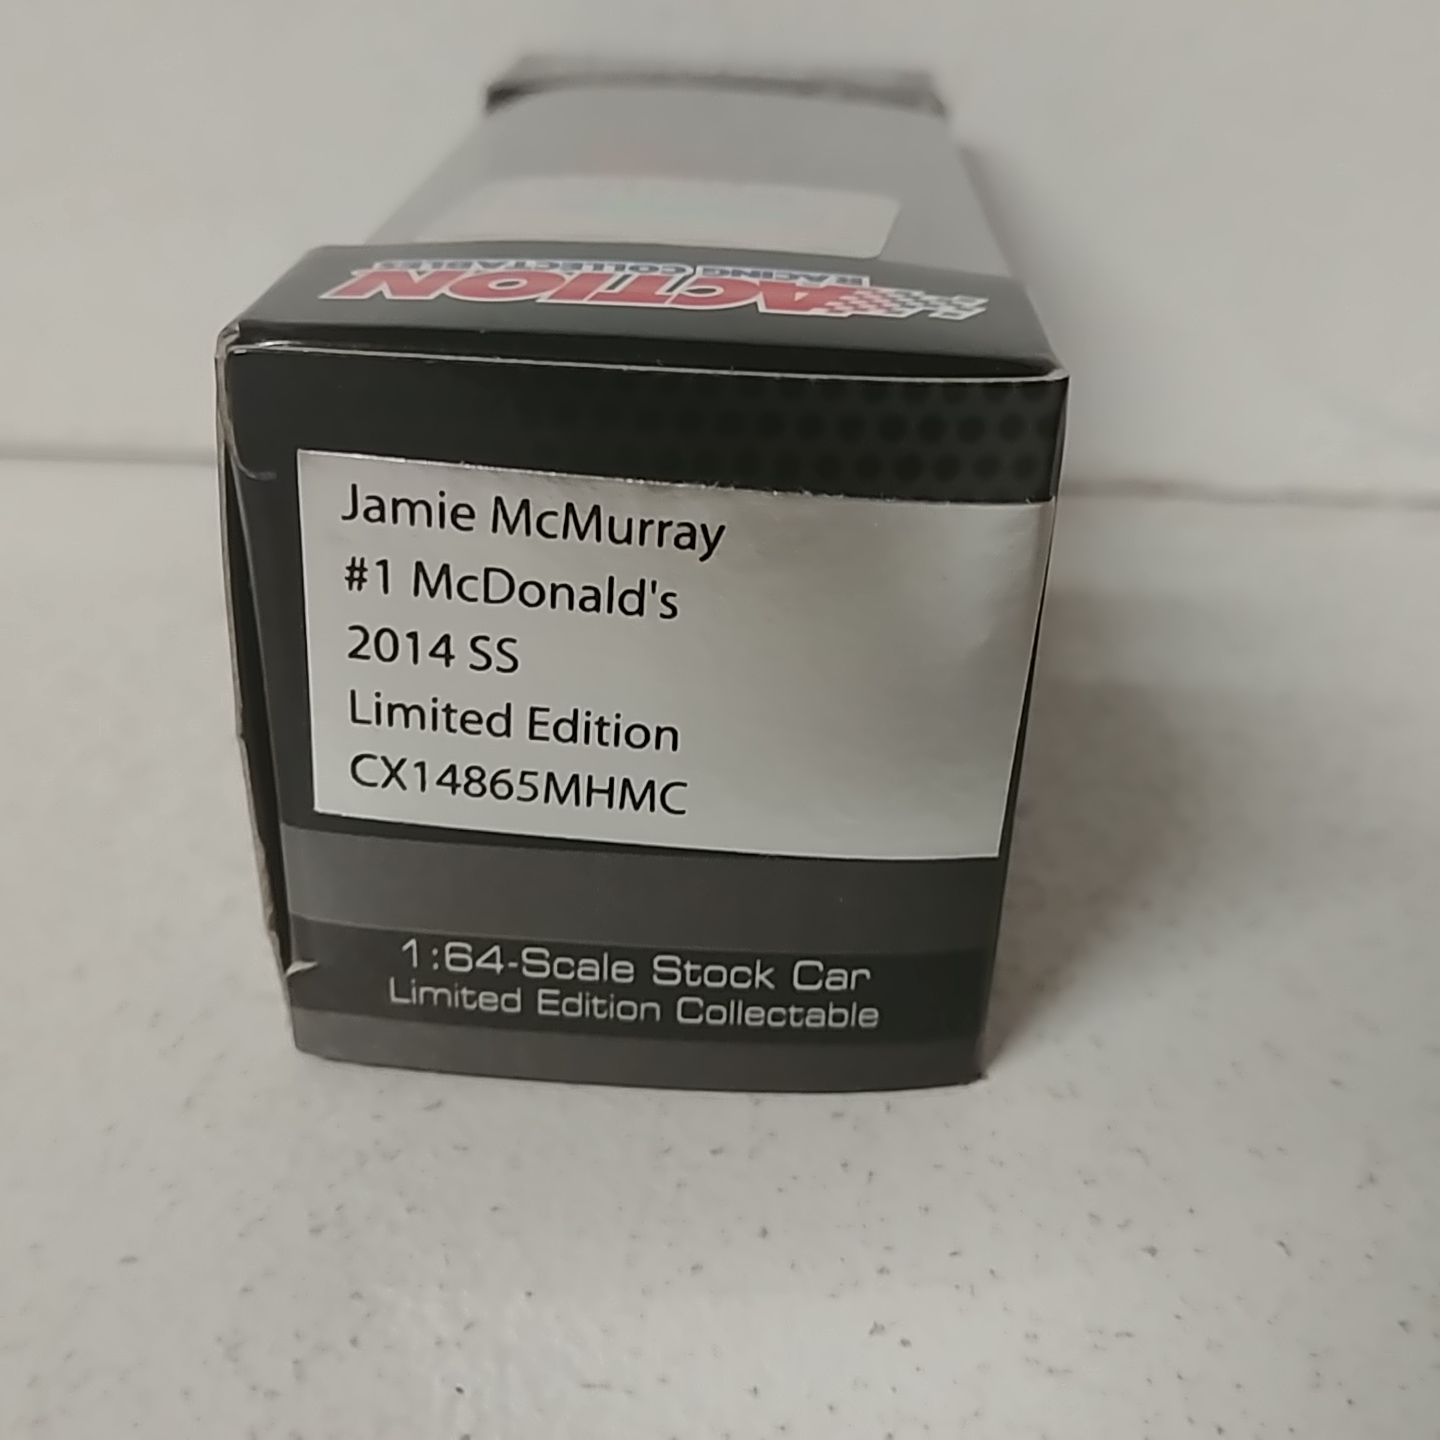 ACTION
RACING COLLECTABLES
Jamie McMurray
#1 McDonald's
2014 SS
Limited Edition
CX14865MHMC
1:64-Scale Stock Car
Limited Edition Collectable